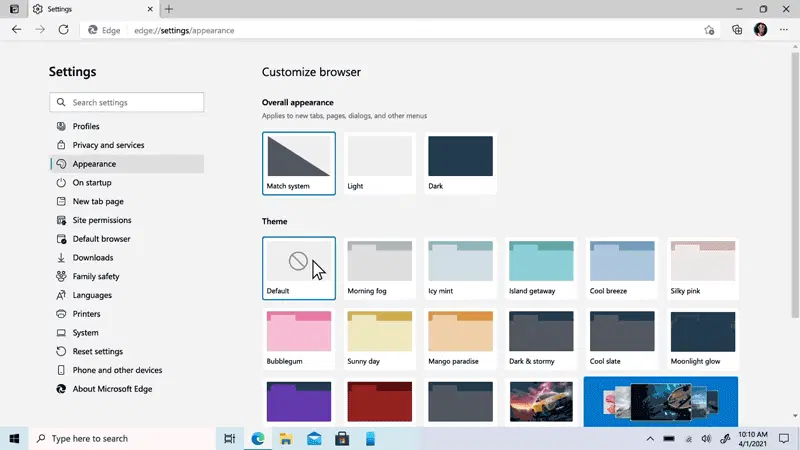 Settings
Edge
edge://settings/appearance
Settings
Search settings
Profiles
Privacy and services
Appearance
On startup
New tab page
Site permissions
Default browser
Downloads
Family safety
Languages
Printers
System
Reset settings
Phone and other devices
About Microsoft Edge
Customize browser
Overall appearance
Applies to new tabs, pages, dialogs, and other menus
Match system
Light
Dark
Theme
Default
Morning fog
Icy mint
Island getaway
Cool breeze
Silky pink
Bubblegum
Sunny day
Mango paradise
Dark & stormy
Cool slate
Moonlight glow
Type here to search
10:10 AM
4/1/2021